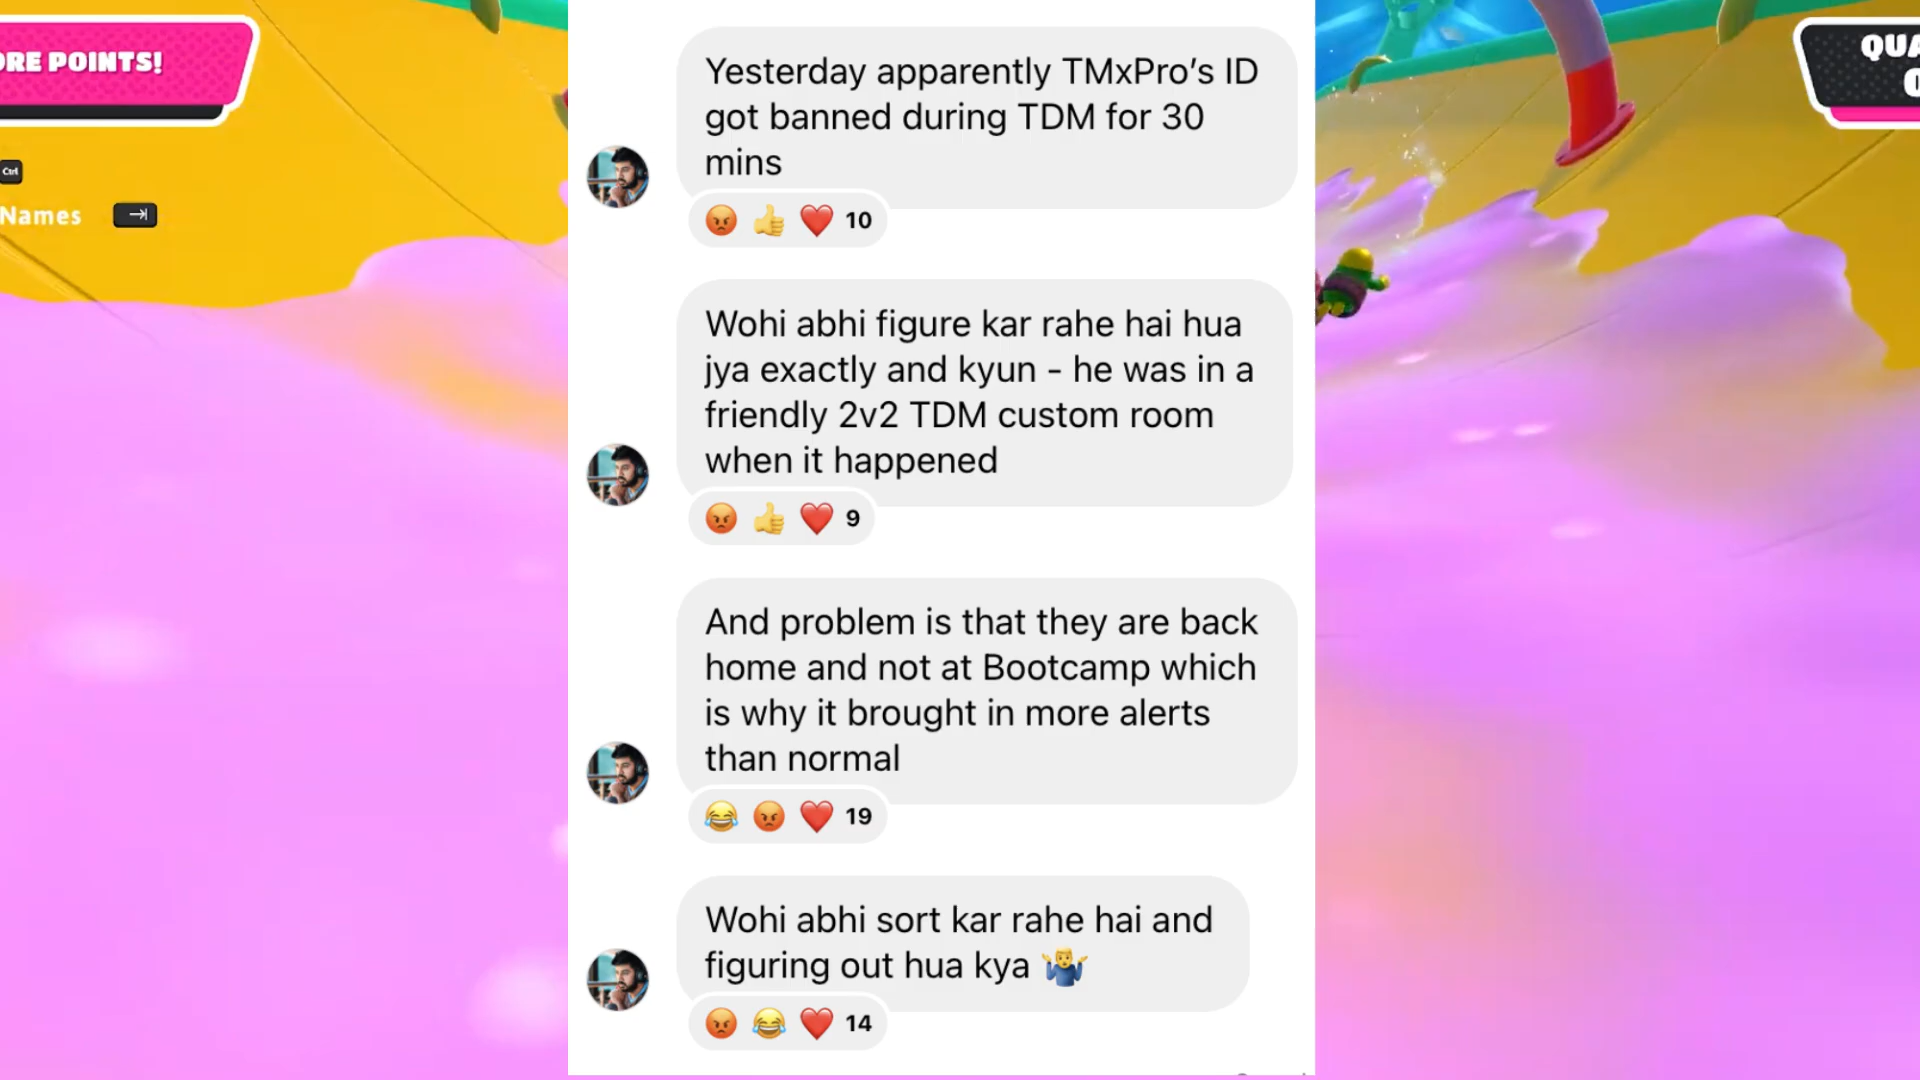 ORE POINTS!
Ctrl
Names
QUA
Yesterday apparently TMxPro’s ID
got banned during TDM for 30
mins
😡 👍 ❤️ 10
Wohi abhi figure kar rahe hai hua
jya exactly and kyun - he was in a
friendly 2v2 TDM custom room
when it happened
😡 👍 ❤️ 9
And problem is that they are back
home and not at Bootcamp which
is why it brought in more alerts
than normal
😂 😡 ❤️ 19
Wohi abhi sort kar rahe hai and
figuring out hua kya 🤷‍♂️
😡 😂 ❤️ 14